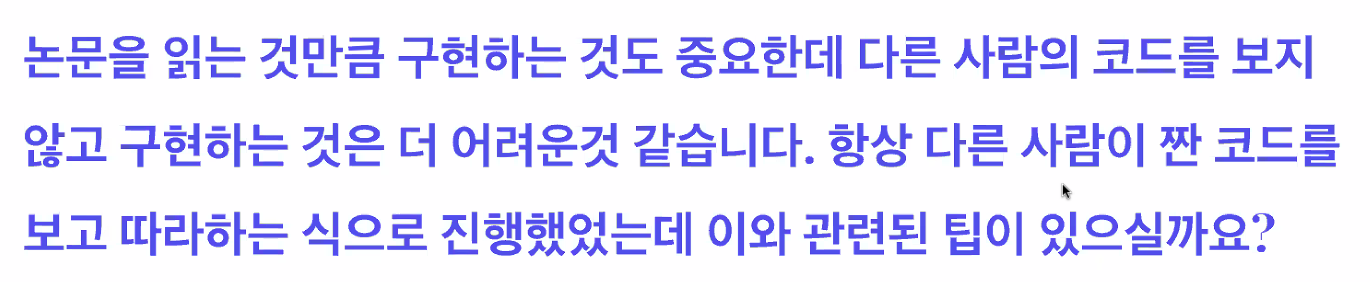 논문을 읽는 것만큼 구현하는 것도 중요한데 다른 사람의 코드를 보지
않고 구현하는 것은 더 어려운것 같습니다. 항상 다른 사람이 짠 코드를
보고 따라하는 식으로 진행했었는데 이와 관련된 팁이 있으실까요?